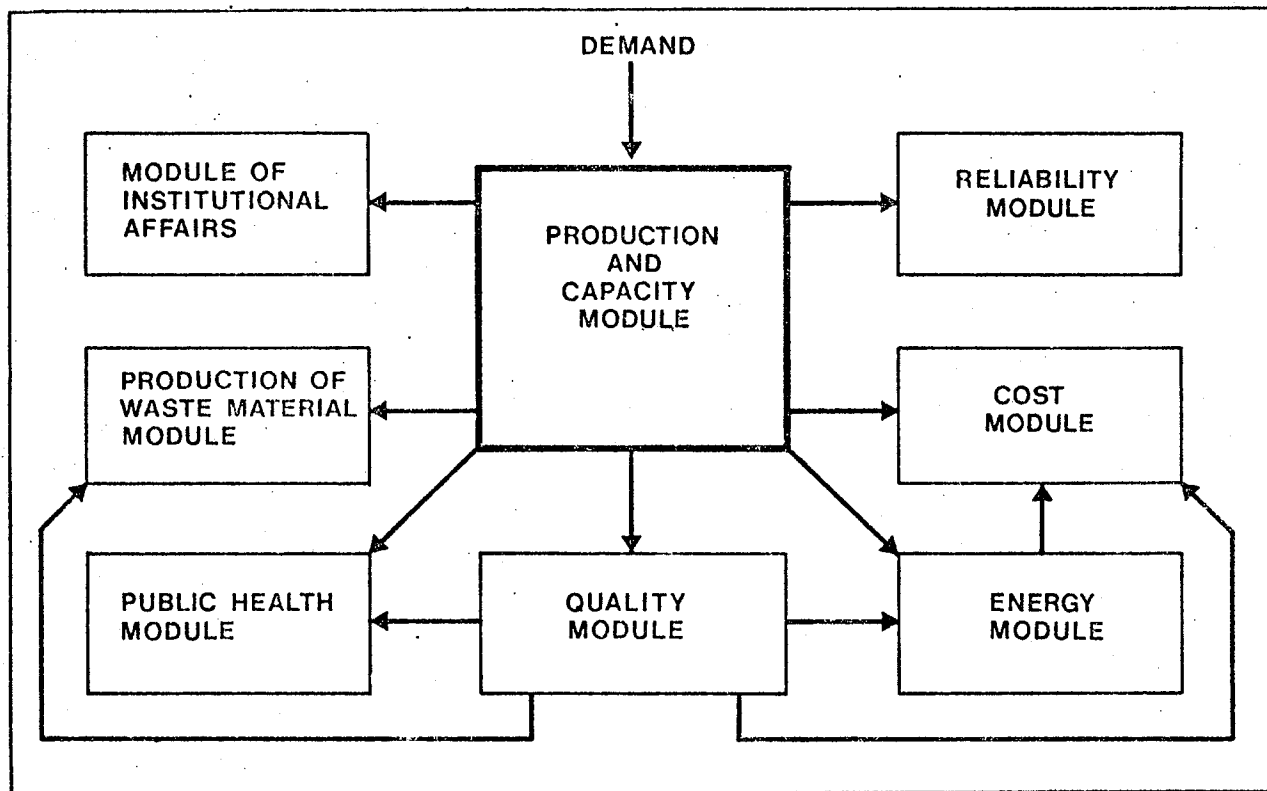 DEMAND
MODULE OF
INSTITUTIONAL
AFFAIRS
PRODUCTION
AND
CAPACITY
MODULE
RELIABILITY
MODULE
PRODUCTION OF
WASTE MATERIAL
MODULE
COST
MODULE
PUBLIC HEALTH
MODULE
QUALITY
MODULE
ENERGY
MODULE